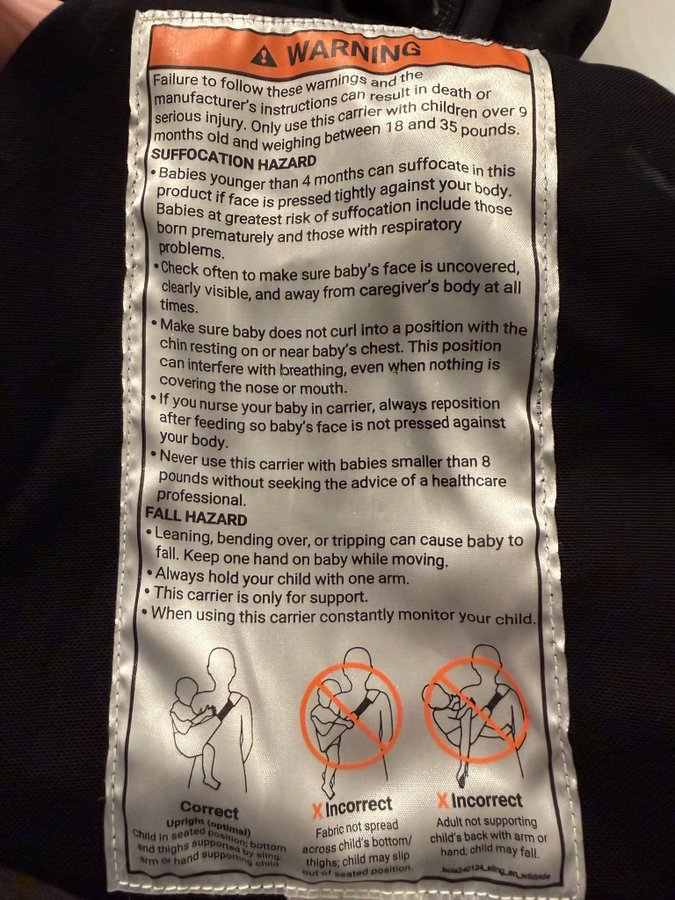 WARNING
Failure to follow these warnings and the
manufacturer's instructions can result in death or
serious injury. Only use this carrier with children over 9
months old and weighing between 18 and 35 pounds.
SUFFOCATION HAZARD
• Babies younger than 4 months can suffocate in this
product if face is pressed tightly against your body.
Babies at greatest risk of suffocation include those
born prematurely and those with respiratory
problems.
• Check often to make sure baby's face is uncovered,
clearly visible, and away from caregiver's body at all
times.
• Make sure baby does not curl into a position with the
chin resting on or near baby's chest. This position
can interfere with breathing, even when nothing is
covering the nose or mouth.
• If you nurse your baby in carrier, always reposition
after feeding so baby's face is not pressed against
your body.
• Never use this carrier with babies smaller than 8
pounds without seeking the advice of a healthcare
professional.
FALL HAZARD
• Leaning, bending over, or tripping can cause baby to
fall. Keep one hand on baby while moving.
• Always hold your child with one arm.
• This carrier is only for support.
• When using this carrier constantly monitor your child.
Correct
Upright (optimal)
Child in seated position; bottom
and thighs supported by sling;
arm or hand supporting child.
X Incorrect
Fabric not spread
across child's bottom/
thighs; child may slip
out of seated position.
X Incorrect
Adult not supporting
child's back with arm or
hand; child may fall.